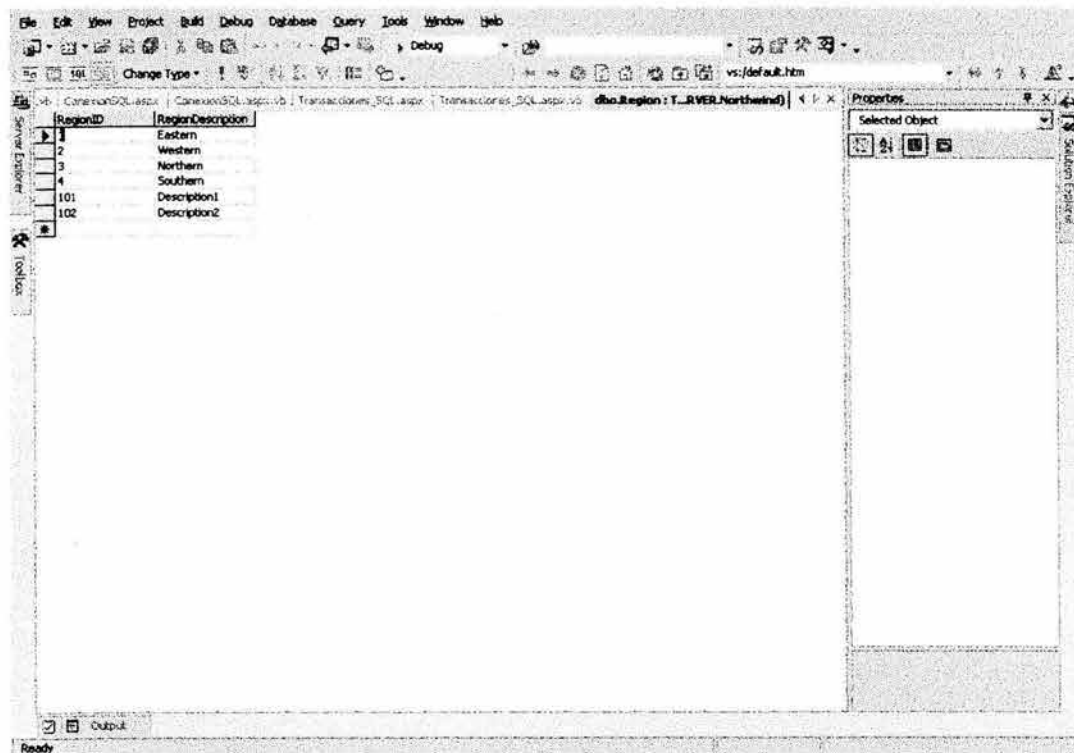 File Edit View Project Build Debug Database Query Tools Window Help
Debug
SQL Change Type vs:/default.htm
vb ConexionSQL.aspx ConexionSQL.aspx.vb Transacciones_SQL.aspx Transacciones_SQL.aspx.vb dbo.Region : T...RVER.Northwind)
Properties
Selected Object
Server Explorer
Toolbox
Solution Explorer
RegionID RegionDescription
1 Eastern
2 Western
3 Northern
4 Southern
101 Description1
102 Description2
Output
Ready